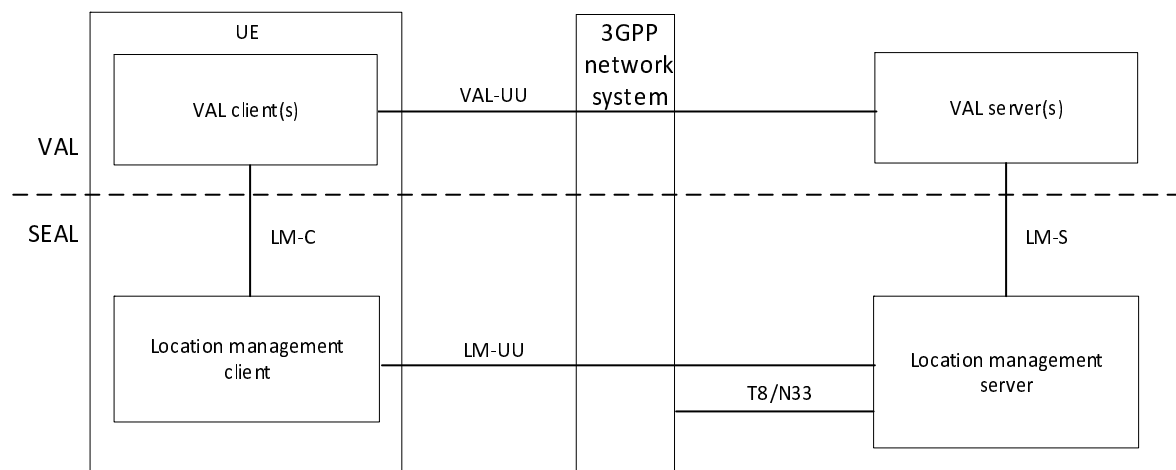 UE
3GPP
network
system
VAL client(s)
VAL-UU
VAL server(s)
VAL
SEAL
LM-C
LM-S
Location management
client
LM-UU
Location management
server
T8/N33